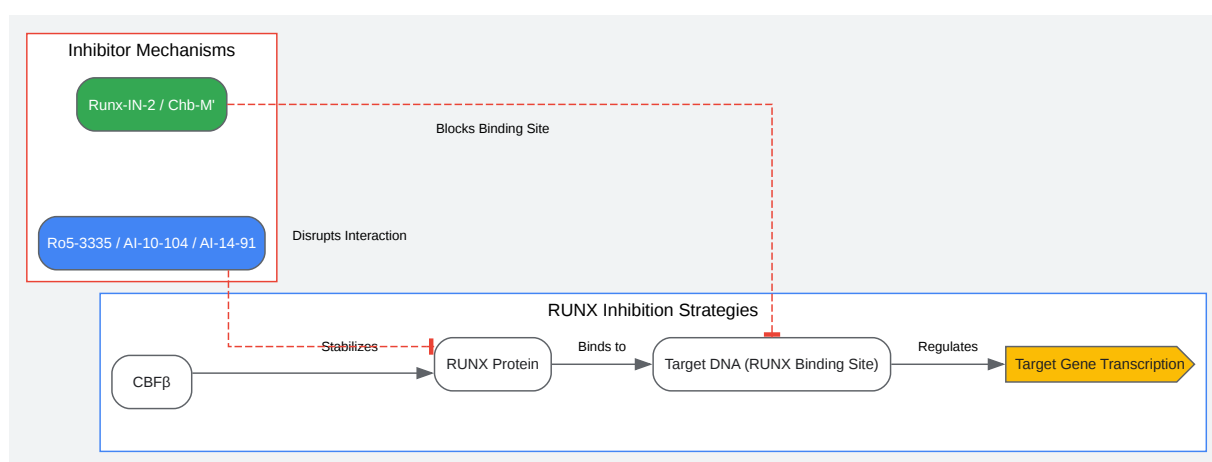 Inhibitor Mechanisms
Runx-IN-2 / Chb-M'
Blocks Binding Site
Ro5-3335 / AI-10-104 / AI-14-91
Disrupts Interaction
RUNX Inhibition Strategies
Stabilizes
Binds to
Regulates
CBFβ
RUNX Protein
Target DNA (RUNX Binding Site)
Target Gene Transcription